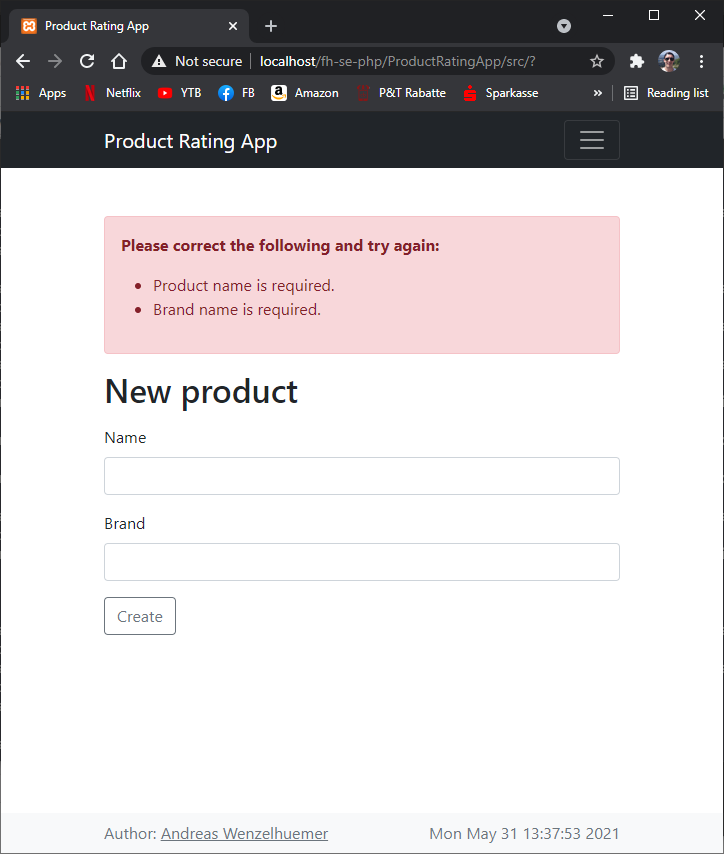 Product Rating App
Not secure localhost/fh-se-php/ProductRatingApp/src/?
Apps Netflix YTB FB Amazon P&T Rabatte Sparkasse » Reading list
Product Rating App
Please correct the following and try again:
• Product name is required.
• Brand name is required.
New product
Name
Brand
Create
Author: Andreas Wenzelhuemer Mon May 31 13:37:53 2021